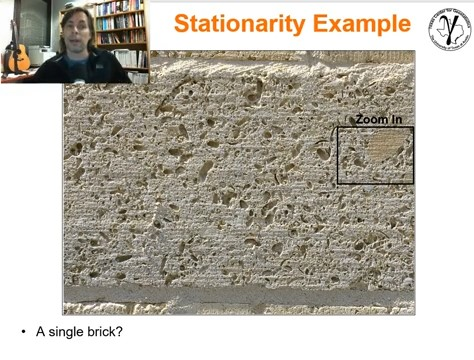 Stationarity Example
Zoom In
• A single brick?